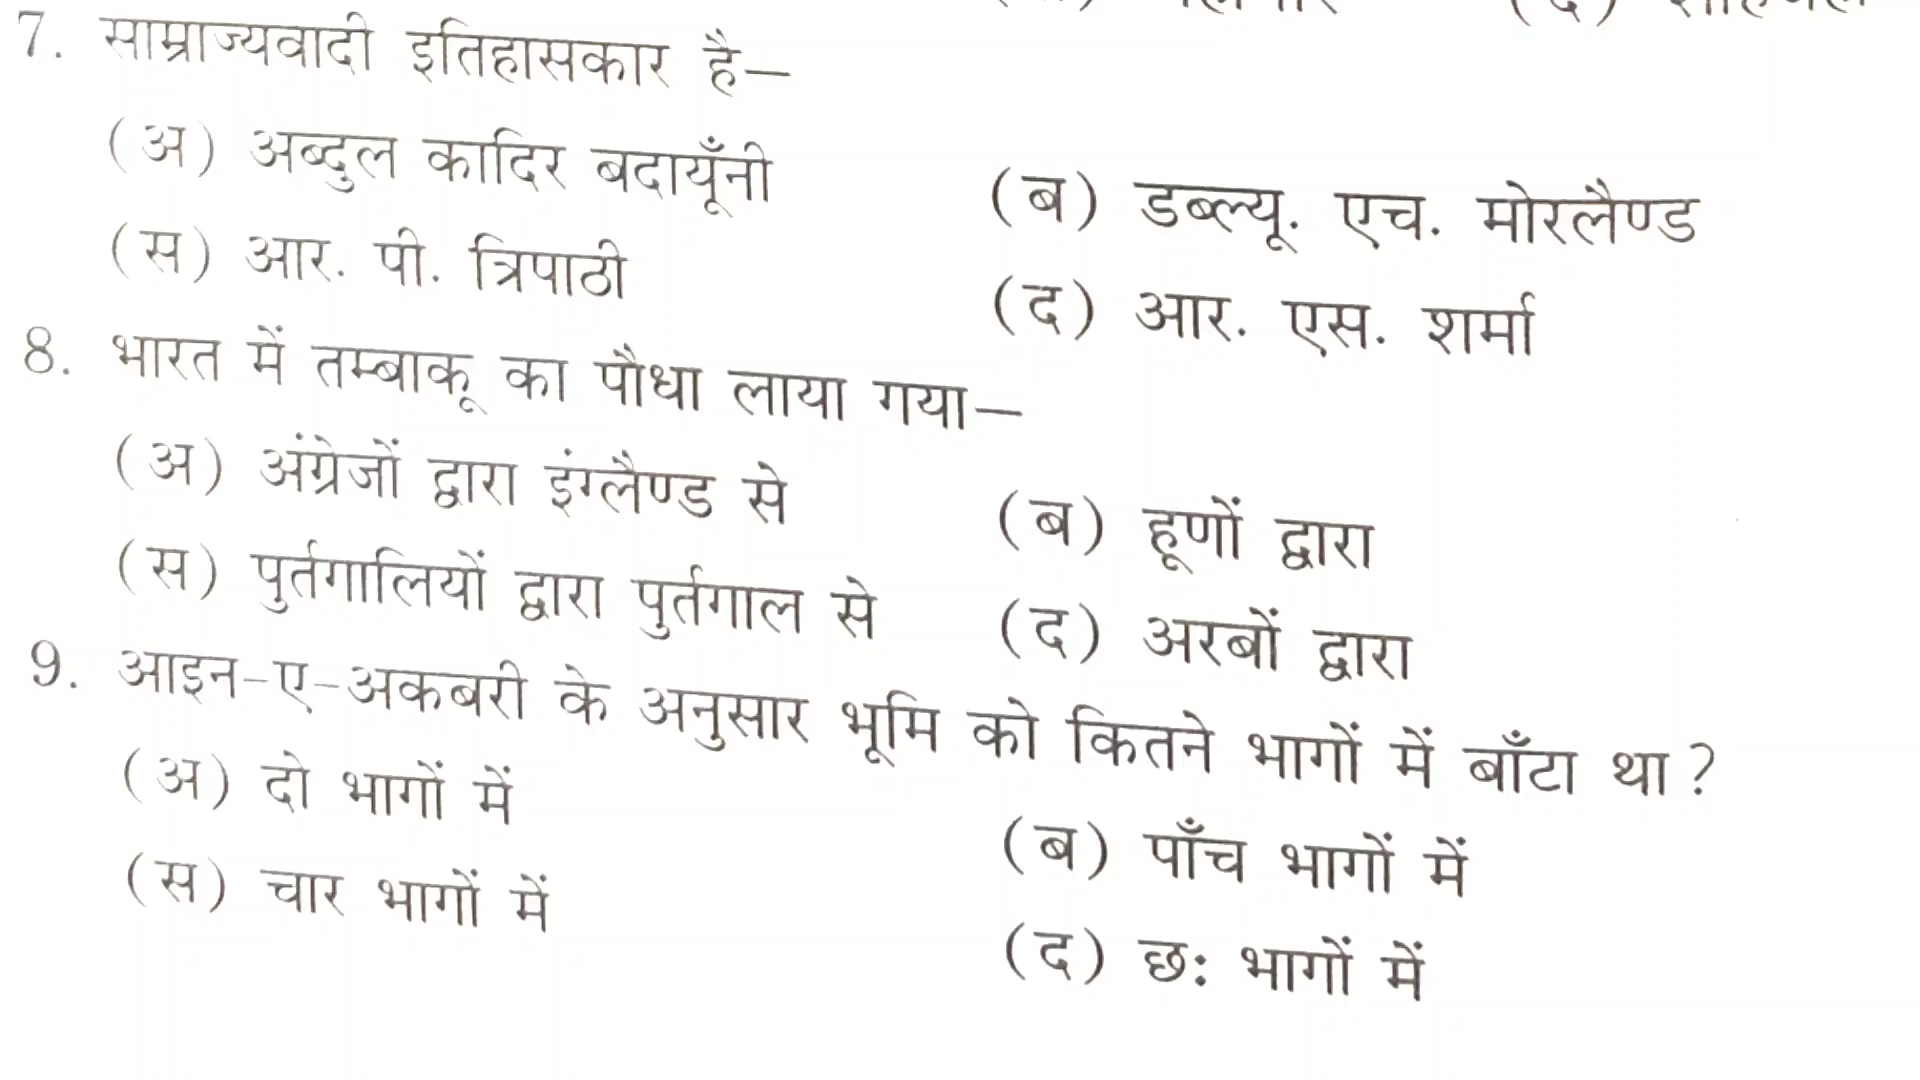 7. साम्राज्यवादी इतिहासकार है—
(अ) अब्दुल कादिर बदायूँनी (ब) डब्ल्यू. एच. मोरलैण्ड
(स) आर. पी. त्रिपाठी (द) आर. एस. शर्मा
8. भारत में तम्बाकू का पौधा लाया गया—
(अ) अंग्रेजों द्वारा इंग्लैण्ड से (ब) हूणों द्वारा
(स) पुर्तगालियों द्वारा पुर्तगाल से (द) अरबों द्वारा
9. आइन-ए-अकबरी के अनुसार भूमि को कितने भागों में बाँटा था?
(अ) दो भागों में (ब) पाँच भागों में
(स) चार भागों में (द) छः भागों में